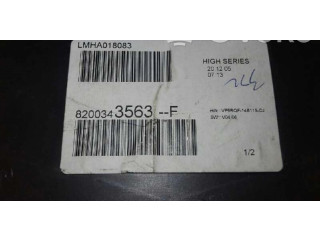 LMHA018083
HIGH SERIES
20 12 05
07:13
8200343563--F
1/2